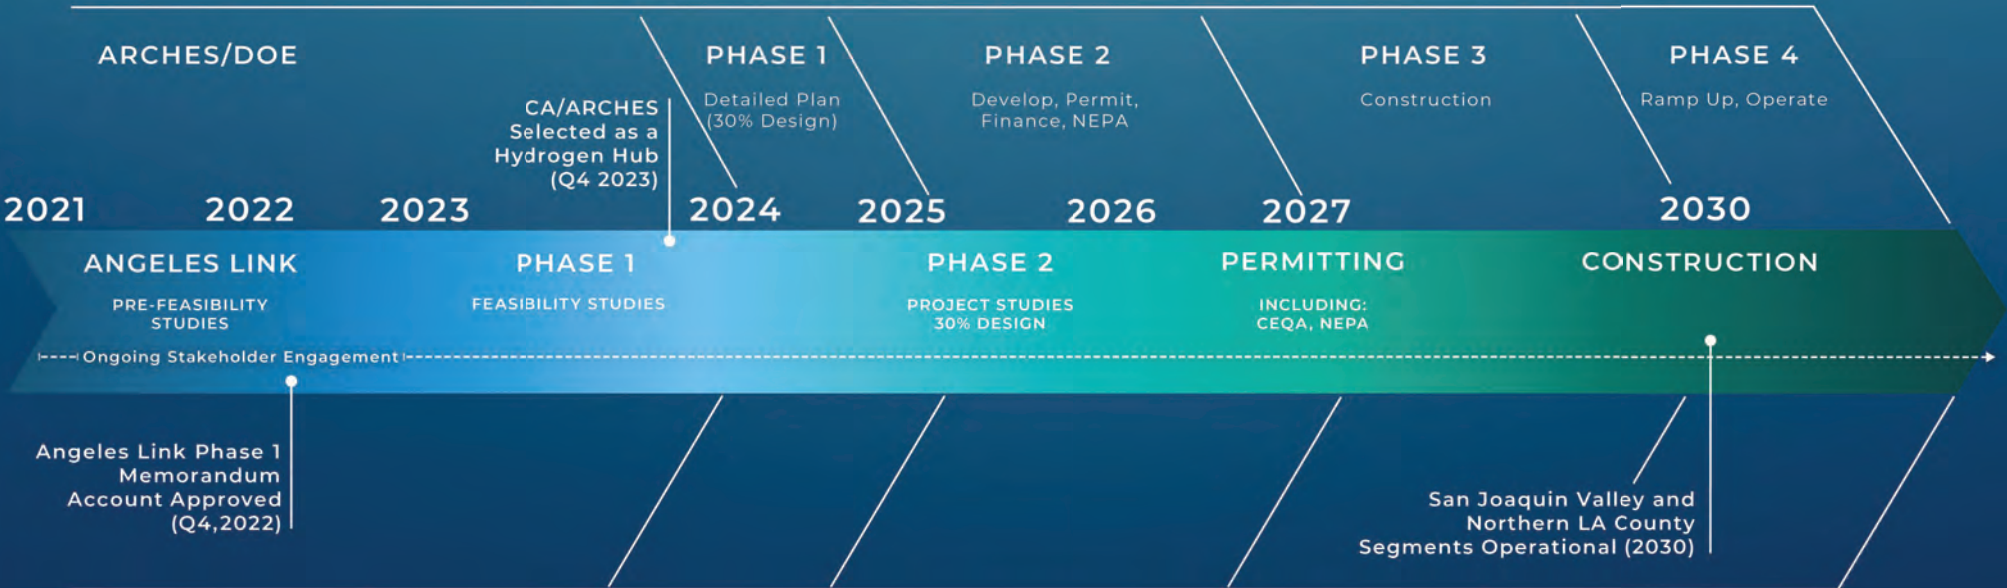 ARCHES/DOE
PHASE 1
Detailed Plan
(30% Design)
PHASE 2
Develop, Permit,
Finance, NEPA
PHASE 3
Construction
PHASE 4
Ramp Up, Operate
CA/ARCHES
Selected as a
Hydrogen Hub
(Q4 2023)
2021
2022
2023
2024
2025
2026
2027
2030
ANGELES LINK
PRE-FEASIBILITY
STUDIES
PHASE 1
FEASIBILITY STUDIES
PHASE 2
PROJECT STUDIES
30% DESIGN
PERMITTING
INCLUDING:
CEQA, NEPA
CONSTRUCTION
Ongoing Stakeholder Engagement
Angeles Link Phase 1
Memorandum
Account Approved
(Q4,2022)
San Joaquin Valley and
Northern LA County
Segments Operational (2030)